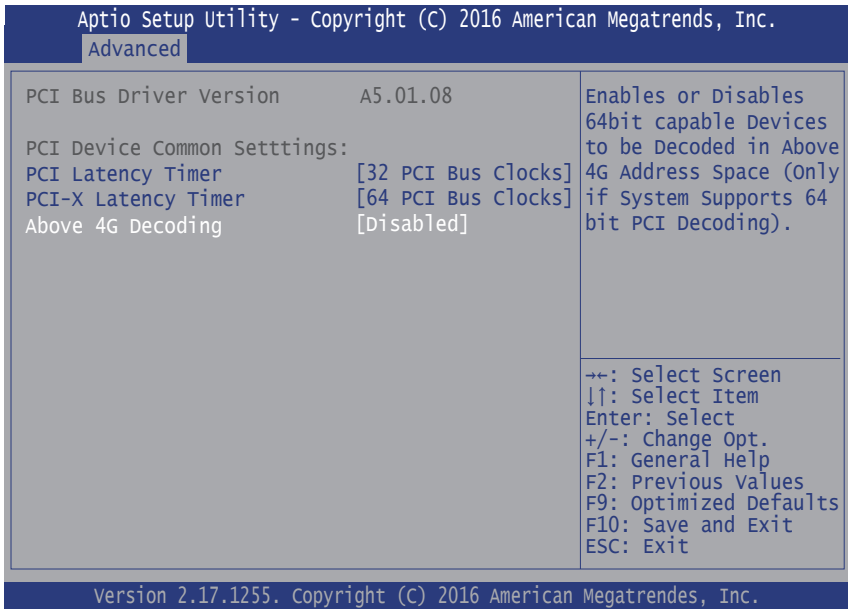 Aptio Setup Utility - Copyright (C) 2016 American Megatrends, Inc.
Advanced
PCI Bus Driver Version A5.01.08
PCI Device Common Setttings:
PCI Latency Timer [32 PCI Bus Clocks]
PCI-X Latency Timer [64 PCI Bus Clocks]
Above 4G Decoding [Disabled]
Enables or Disables
64bit capable Devices
to be Decoded in Above
4G Address Space (Only
if System Supports 64
bit PCI Decoding).
→←: Select Screen
↓↑: Select Item
Enter: Select
+/-: Change Opt.
F1: General Help
F2: Previous Values
F9: Optimized Defaults
F10: Save and Exit
ESC: Exit
Version 2.17.1255. Copyright (C) 2016 American Megatrendes, Inc.